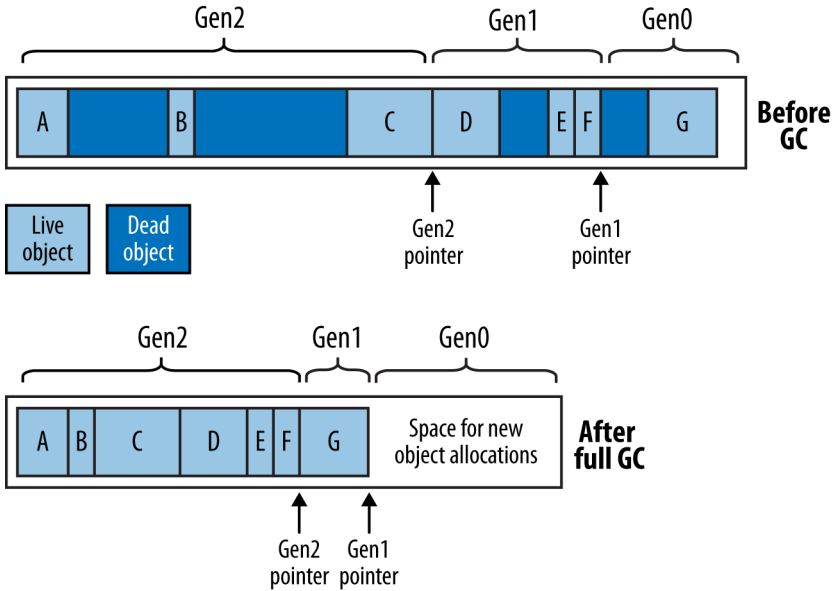 Gen2
Gen1
Gen0
A
B
C
D
E
F
G
Before
GC
Gen2
pointer
Gen1
pointer
Live
object
Dead
object
Gen2
Gen1
Gen0
A
B
C
D
E
F
G
Space for new
object allocations
After
full GC
Gen2
pointer
Gen1
pointer